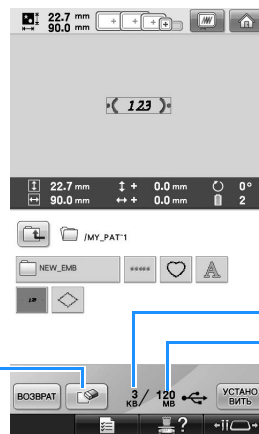 22.7 mm
90.0 mm
123
22.7 mm + 0.0 mm 0°
90.0 mm + 0.0 mm 2
/MY_PAT~1
NEW_EMB
A
ВОЗВРАТ 3 KB / 120 MB УСТАНО ВИТЬ
?